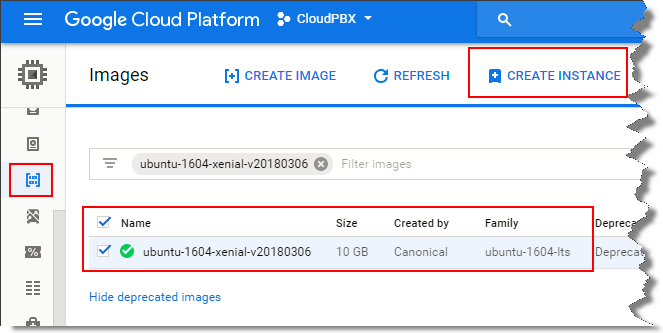 Google Cloud Platform CloudPBX
Images CREATE IMAGE REFRESH CREATE INSTANCE
ubuntu-1604-xenial-v20180306 Filter images
Name Size Created by Family Depreca
ubuntu-1604-xenial-v20180306 10 GB Canonical ubuntu-1604-lts Depreca
Hide deprecated images